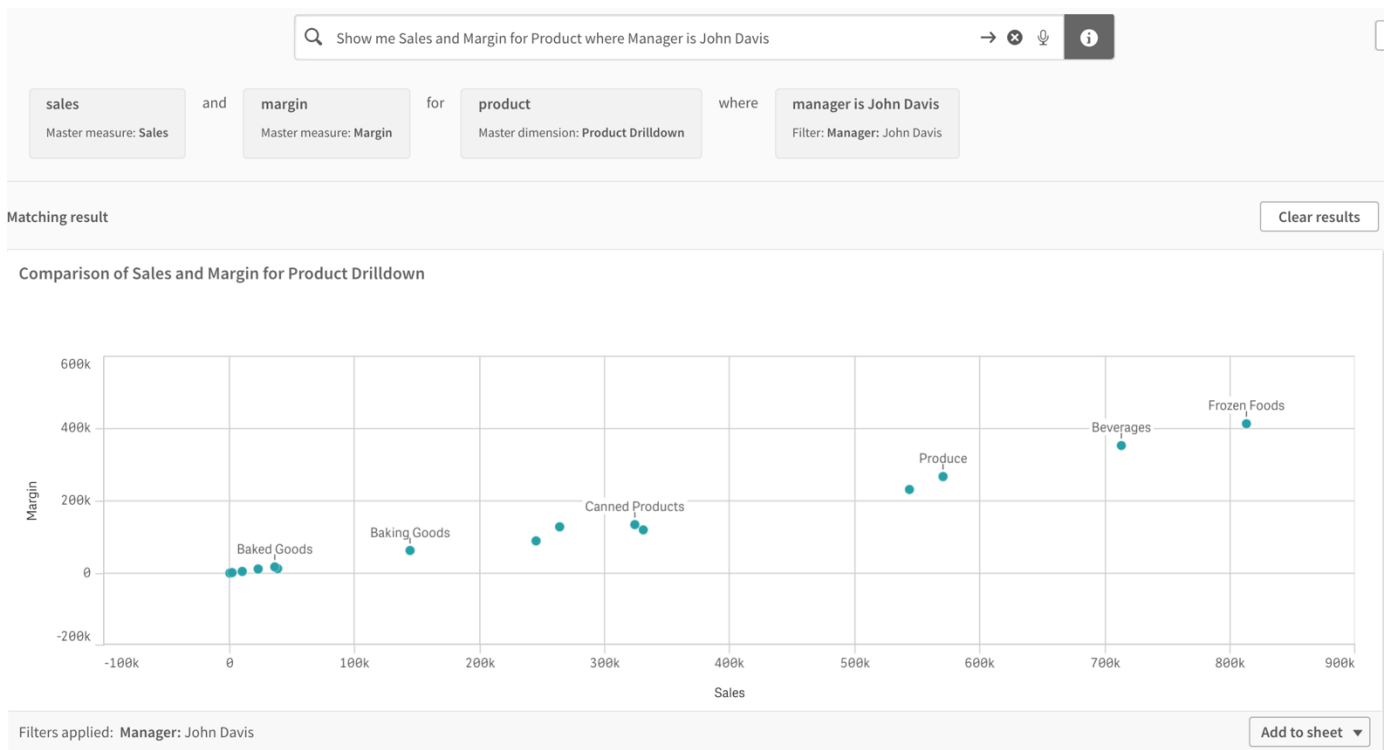 Show me Sales and Margin for Product where Manager is John Davis
sales and margin for product where manager is John Davis
Master measure: Sales Master measure: Margin Master dimension: Product Drilldown Filter: Manager: John Davis
Matching result Clear results
Comparison of Sales and Margin for Product Drilldown
600k
Frozen Foods
400k Beverages
Produce
200k Canned Products
Baking Goods
Baked Goods
0
-200k
Margin
-100k 0 100k 200k 300k 400k 500k 600k 700k 800k 900k
Sales
Filters applied: Manager: John Davis Add to sheet